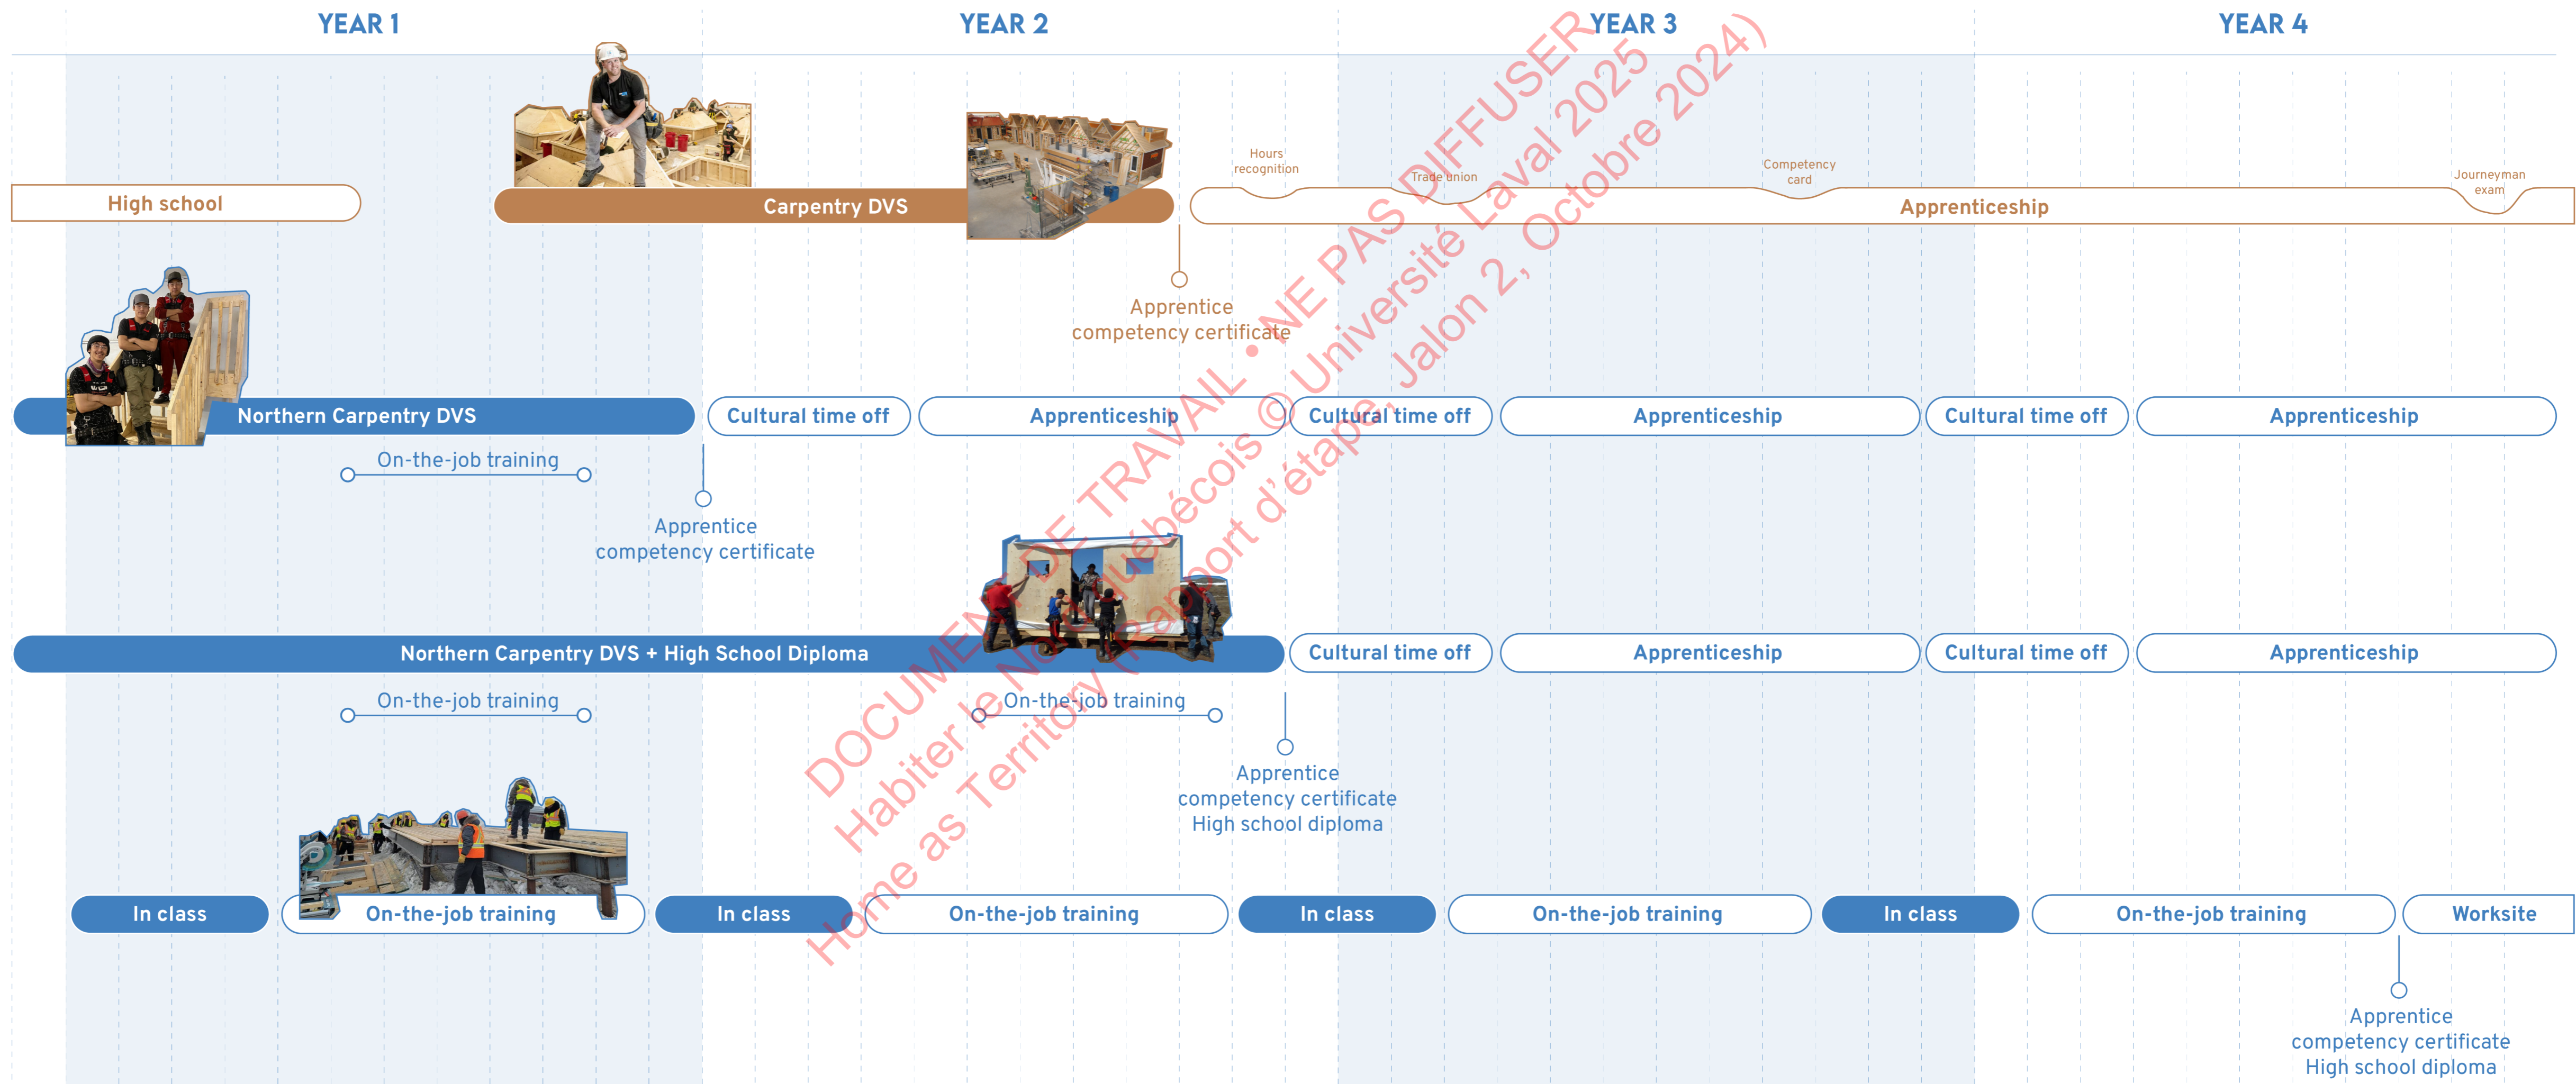 YEAR 1
YEAR 2
YEAR 3
YEAR 4
Hours
recognition
Trade union
Competency
card
Journeyman
exam
High school
Carpentry DVS
Apprenticeship
Apprentice
competency certificate
Northern Carpentry DVS
Cultural time off
Apprenticeship
Cultural time off
Apprenticeship
Cultural time off
Apprenticeship
On-the-job training
Apprentice
competency certificate
Northern Carpentry DVS + High School Diploma
Cultural time off
Apprenticeship
Cultural time off
Apprenticeship
On-the-job training
On-the-job training
Apprentice
competency certificate
High school diploma
In class
On-the-job training
In class
On-the-job training
In class
On-the-job training
In class
On-the-job training
Worksite
Apprentice
competency certificate
High school diploma
DOCUMENT DE TRAVAIL • NE PAS DIFFUSER
Habiter le Nord québécois © Université Laval 2025
Home as Territory (Rapport d'étape, Jalon 2, Octobre 2024)